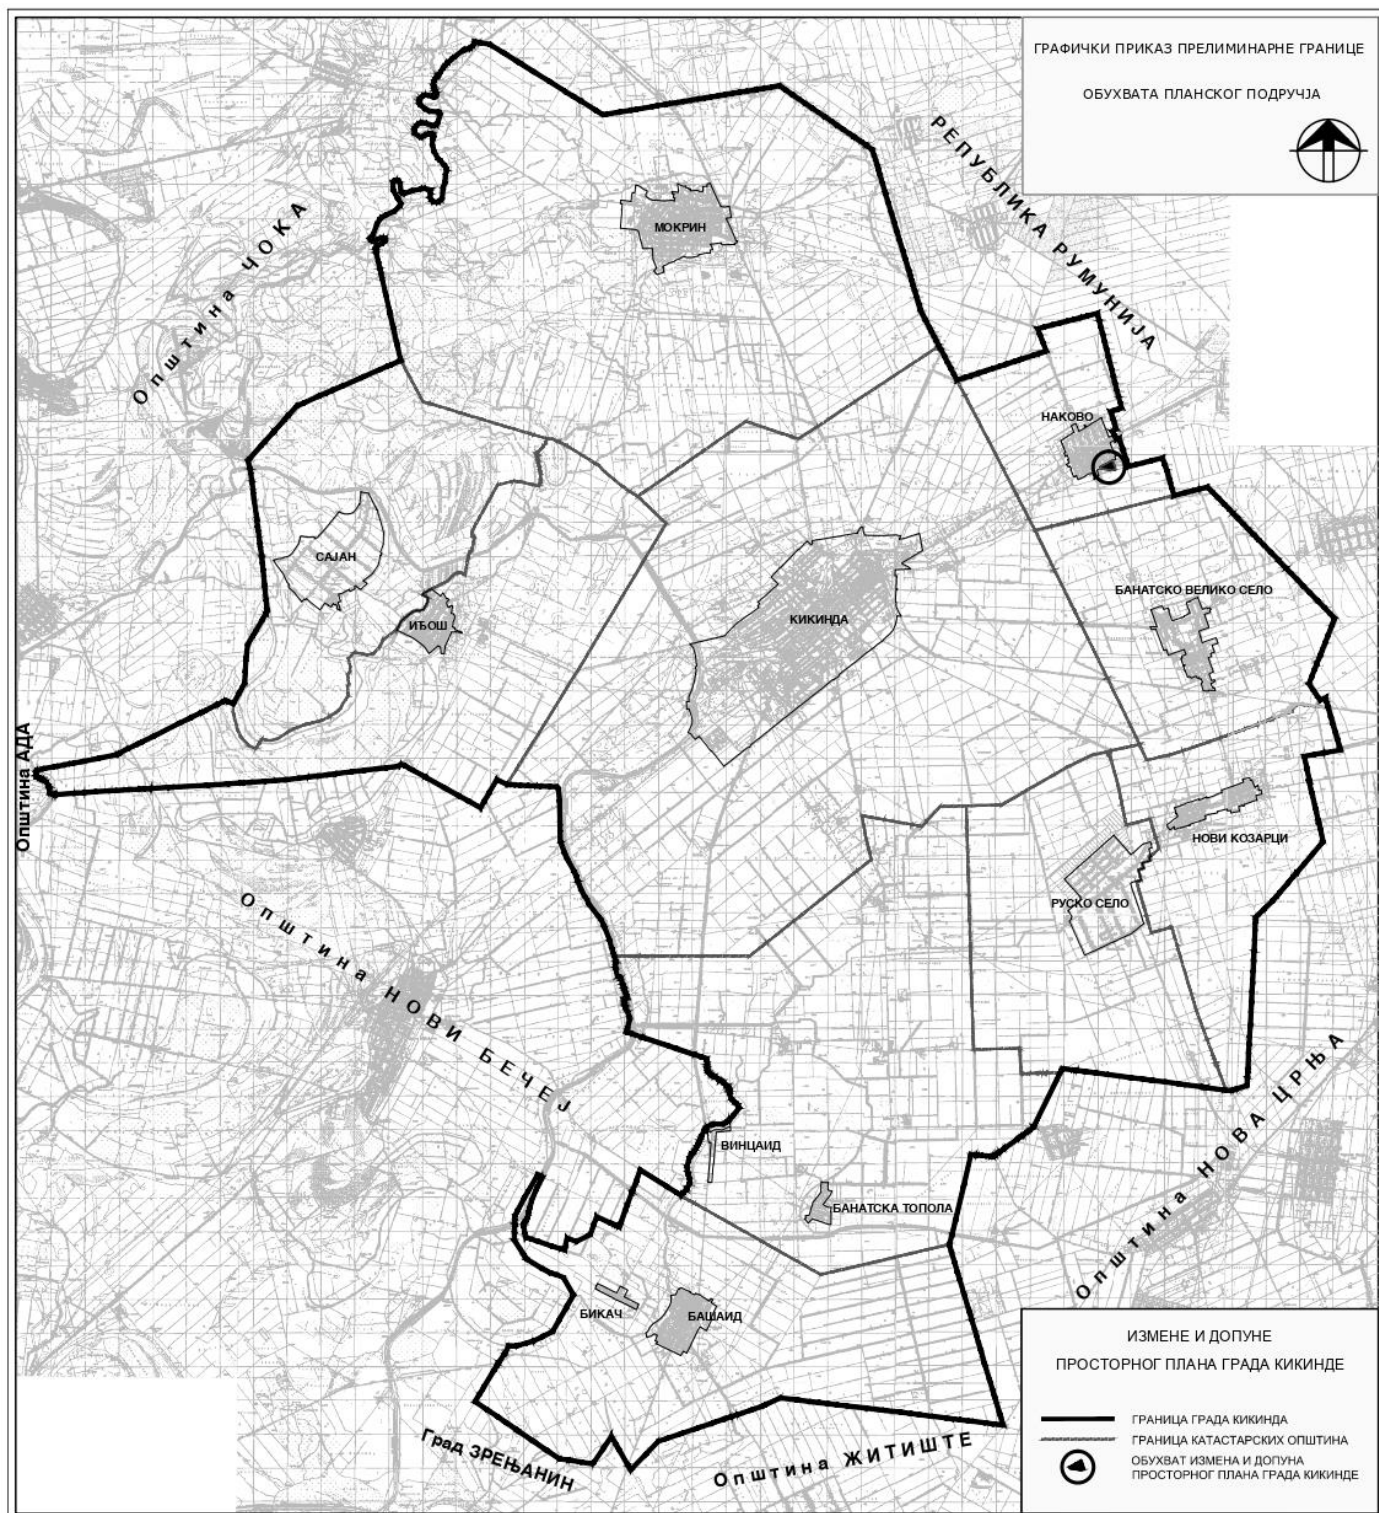 ГРАФИЧКИ ПРИКАЗ ПРЕЛИМИНАРНЕ ГРАНИЦЕ
ОБУХВАТА ПЛАНСКОГ ПОДРУЧЈА
РЕПУБЛИКА РУМУНИЈА
Општина ЧОКА
МОКРИН
НАКОВО
САЈАН
БАНАТСКО ВЕЛИКО СЕЛО
ИЂОШ
КИКИНДА
Општина АДА
НОВИ КОЗАРЦИ
РУСКО СЕЛО
Општина НОВИ БЕЧЕЈ
Општина НОВА ЦРЊА
ВИНЦАИД
БАНАТСКА ТОПОЛА
БИКАЧ
БАШАИД
Град ЗРЕЊАНИН
Општина ЖИТИШТЕ
ИЗМЕНЕ И ДОПУНЕ
ПРОСТОРНОГ ПЛАНА ГРАДА КИКИНДЕ
ГРАНИЦА ГРАДА КИКИНДА
ГРАНИЦА КАТАСТАРСКИХ ОПШТИНА
ОБУХВАТ ИЗМЕНА И ДОПУНА
ПРОСТОРНОГ ПЛАНА ГРАДА КИКИНДЕ